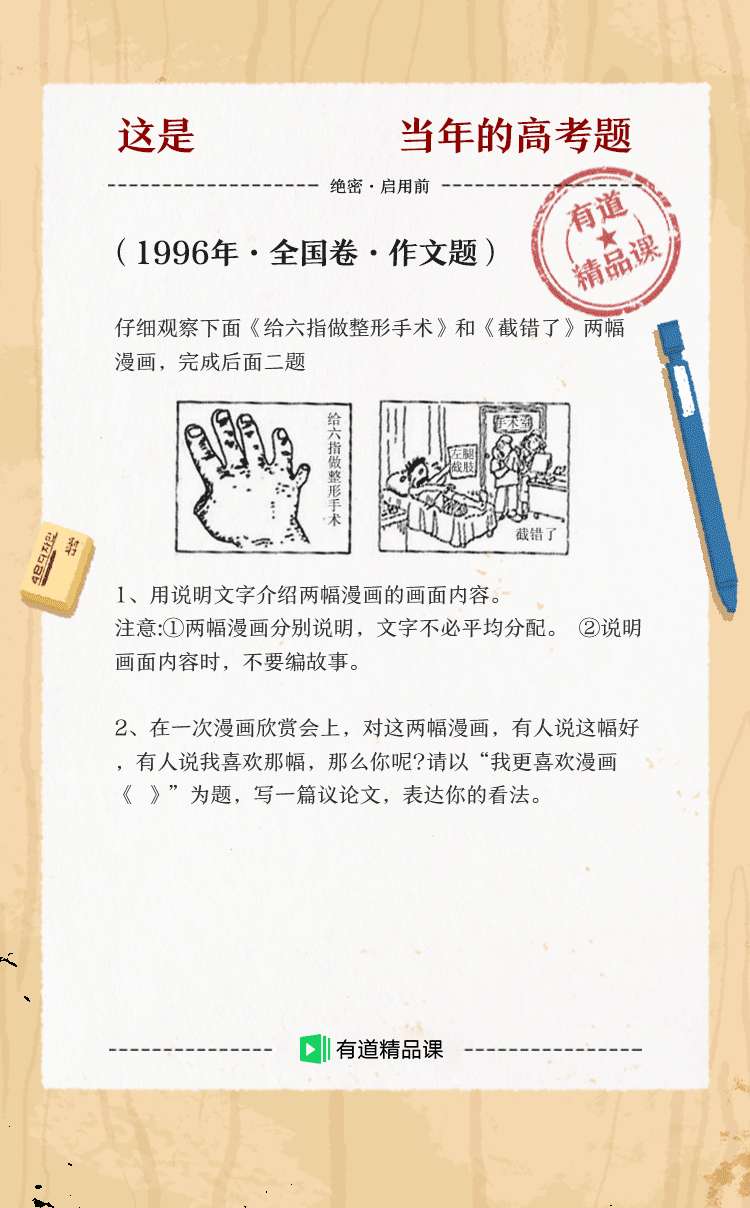 这是 当年的高考题
绝密·启用前
有道
精品课
（1996年·全国卷·作文题）
仔细观察下面《给六指做整形手术》和《截错了》两幅
漫画，完成后面二题
给六指做整形手术
手术室
左腿
截肢
截错了
1、用说明文字介绍两幅漫画的画面内容。
注意:①两幅漫画分别说明，文字不必平均分配。 ②说明
画面内容时，不要编故事。
2、在一次漫画欣赏会上，对这两幅漫画，有人说这幅好
，有人说我喜欢那幅，那么你呢?请以“我更喜欢漫画
《 》”为题，写一篇议论文，表达你的看法。
有道精品课